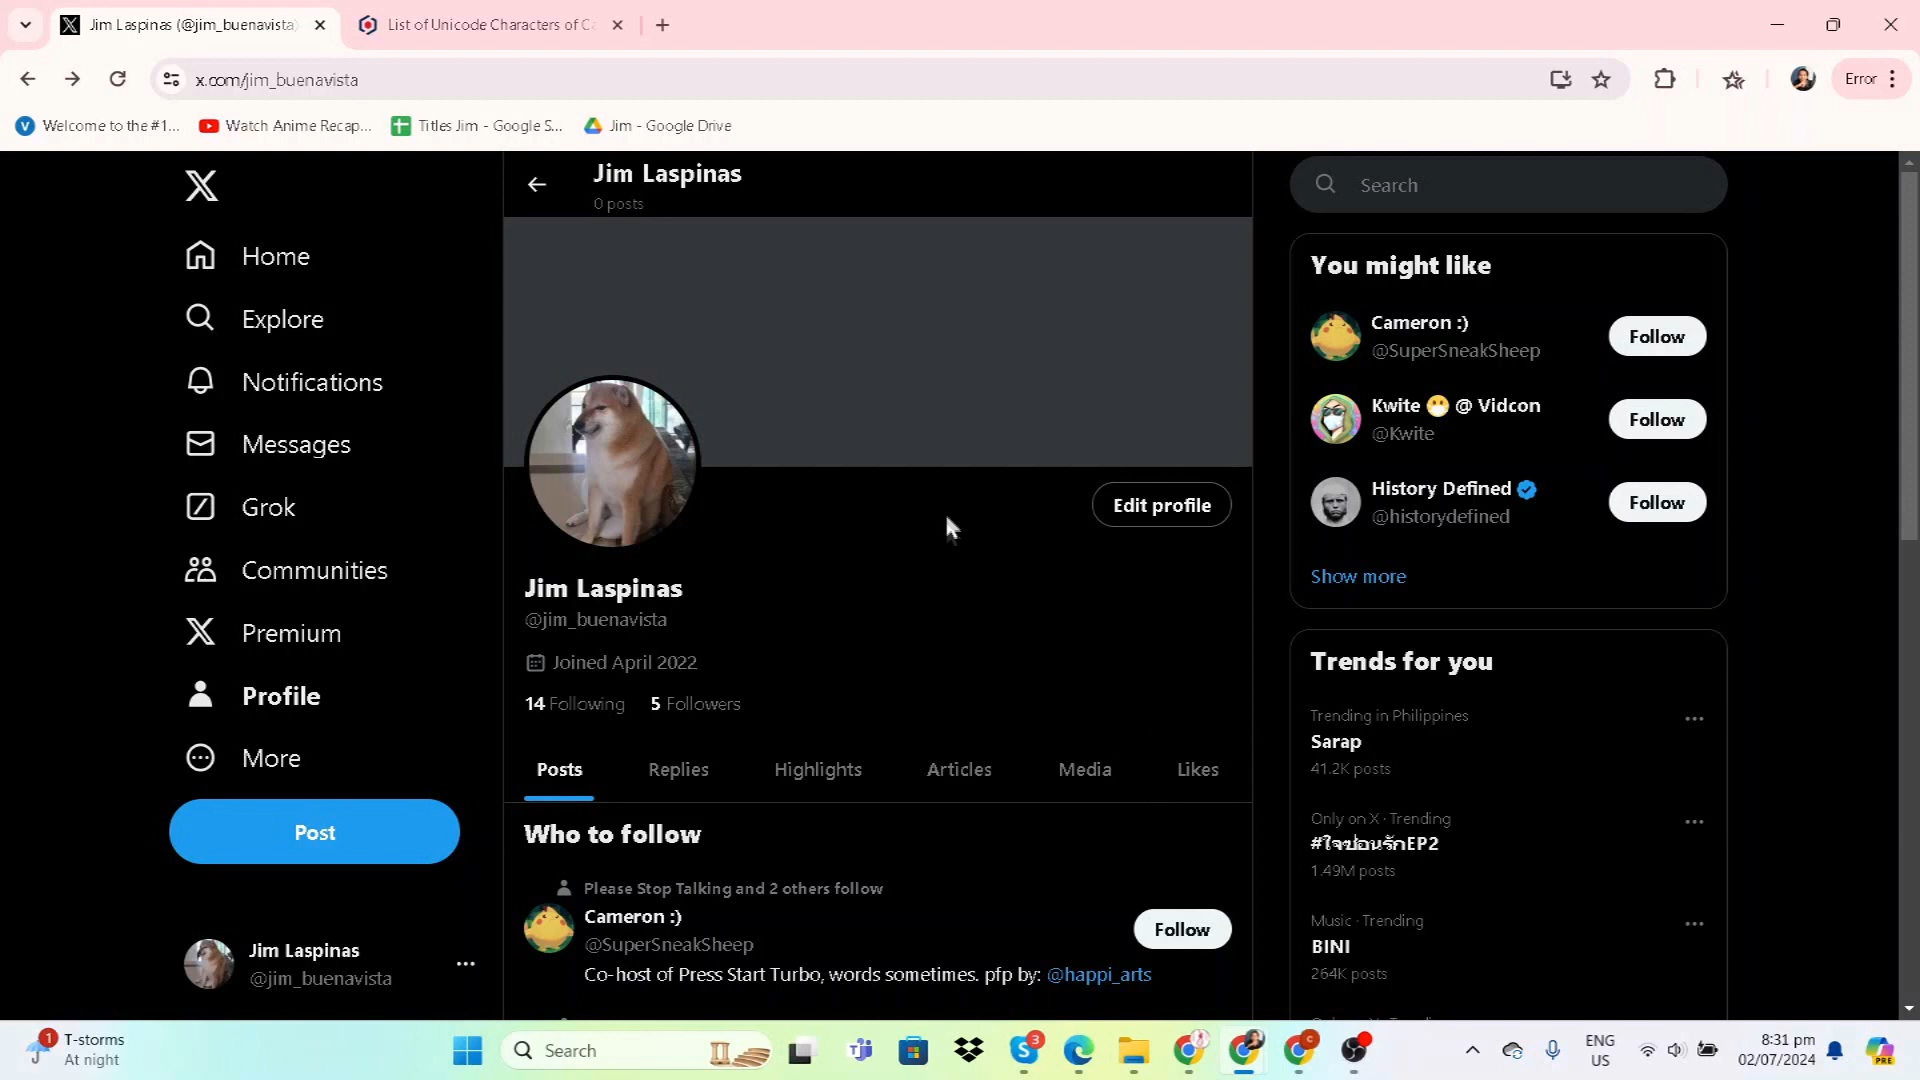 Jim Laspinas (@jim_buenavista)
List of Unicode Characters of Ca
x.com/jim_buenavista
Error
Welcome to the #1...
Watch Anime Recap...
Titles Jim - Google S...
Jim - Google Drive
Jim Laspinas
0 posts
Search
Home
Explore
Notifications
Messages
Grok
Communities
Premium
Profile
More
Post
Jim Laspinas
@jim_buenavista
Edit profile
Jim Laspinas
@jim_buenavista
Joined April 2022
14 Following 5 Followers
Posts Replies Highlights Articles Media Likes
Who to follow
Please Stop Talking and 2 others follow
Cameron :)
@SuperSneakSheep
Follow
Co-host of Press Start Turbo, words sometimes. pfp by: @happi_arts
You might like
Cameron :)
@SuperSneakSheep
Follow
Kwite 😷 @ Vidcon
@Kwite
Follow
History Defined
@historydefined
Follow
Show more
Trends for you
Trending in Philippines
Sarap
41.2K posts
Only on X · Trending
#ใจซ่อนรักEP2
1.49M posts
Music · Trending
BINI
264K posts
1
T-storms
At night
Search
3
C
ENG
US
8:31 pm
02/07/2024
PRE